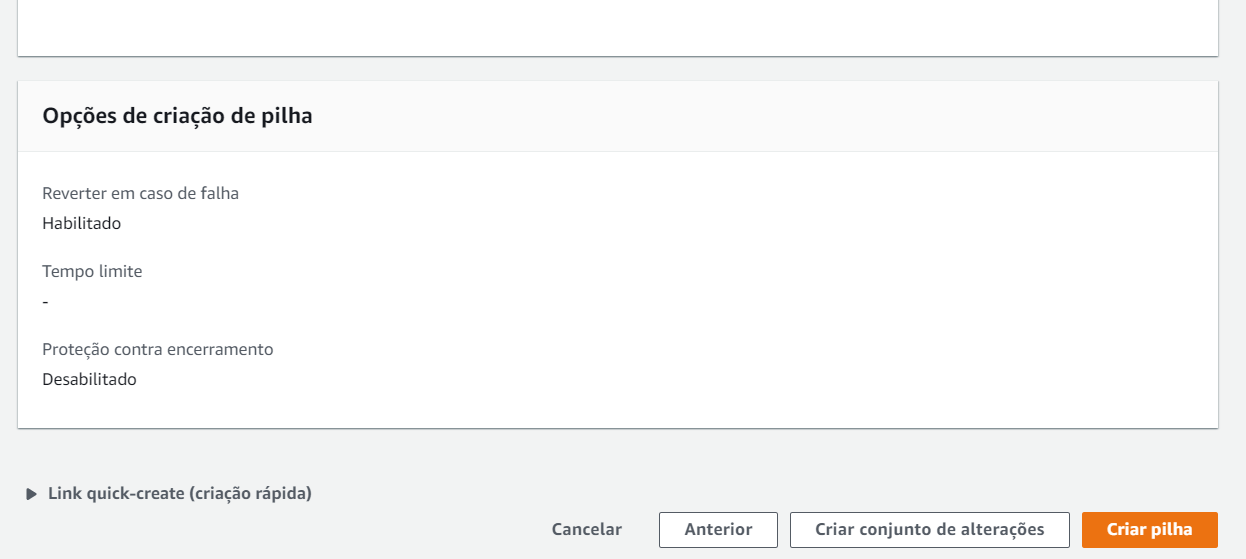 Opções de criação de pilha
Reverter em caso de falha
Habilitado
Tempo limite
-
Proteção contra encerramento
Desabilitado
Link quick-create (criação rápida)
Cancelar Anterior Criar conjunto de alterações Criar pilha